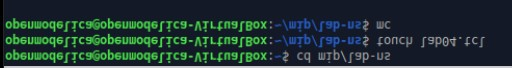 openmodelica@openmodelica-VirtualBox:~$ cd mip/lab-ns
openmodelica@openmodelica-VirtualBox:~/mip/lab-ns$ touch lab04.tcl
openmodelica@openmodelica-VirtualBox:~/mip/lab-ns$ mc